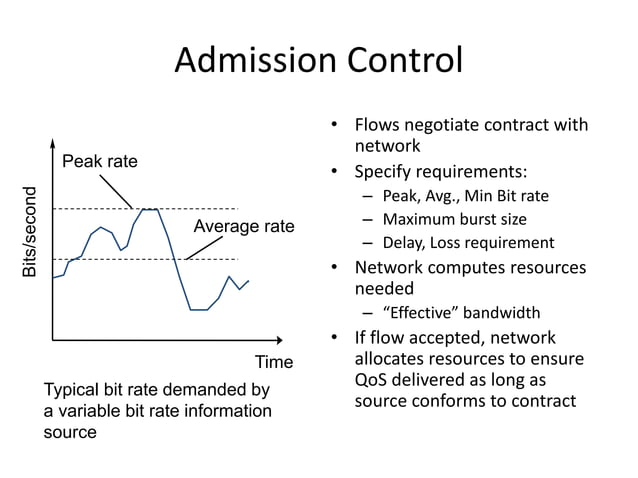 Admission Control
Peak rate
Average rate
Bits/second
Time
Typical bit rate demanded by
a variable bit rate information
source
• Flows negotiate contract with
network
• Specify requirements:
– Peak, Avg., Min Bit rate
– Maximum burst size
– Delay, Loss requirement
• Network computes resources
needed
– “Effective” bandwidth
• If flow accepted, network
allocates resources to ensure
QoS delivered as long as
source conforms to contract